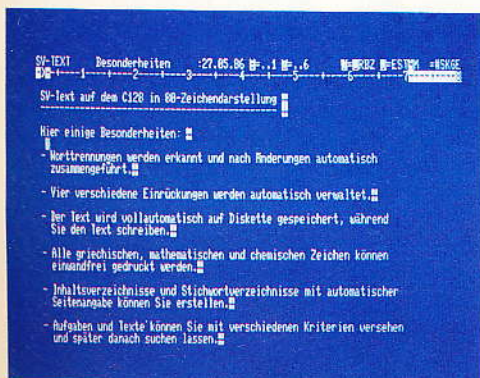 SV-TEXT Besonderheiten :27.05.86
SV-Text auf dem C128 in 80-Zeichendarstellung
Hier einige Besonderheiten:
- Worttrennungen werden erkannt und nach Änderungen automatisch
zusammengeführt.
- Vier verschiedene Einrückungen werden automatisch verwaltet.
- Der Text wird vollautomatisch auf Diskette gespeichert, während
Sie den Text schreiben.
- Alle griechischen, mathematischen und chemischen Zeichen können
einwandfrei gedruckt werden.
- Inhaltsverzeichnisse und Stichwortverzeichnisse mit automatischer
Seitenangabe können Sie erstellen.
- Aufgaben und Texte können Sie mit verschiedenen Kriterien versehen
und später danach suchen lassen.